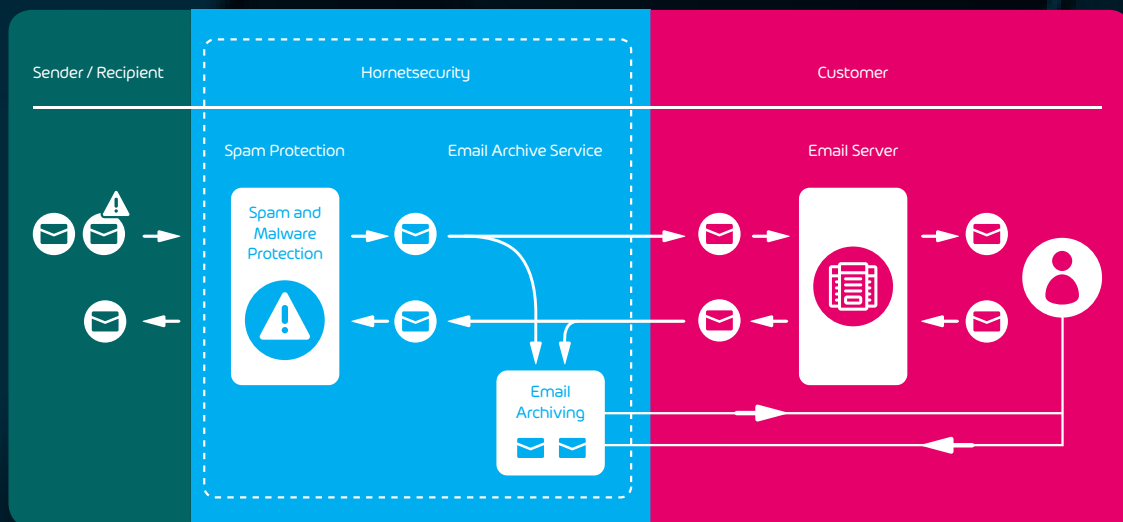 Sender / Recipient
Hornetsecurity
Customer
Spam Protection
Email Archive Service
Email Server
Spam and
Malware
Protection
Email
Archiving